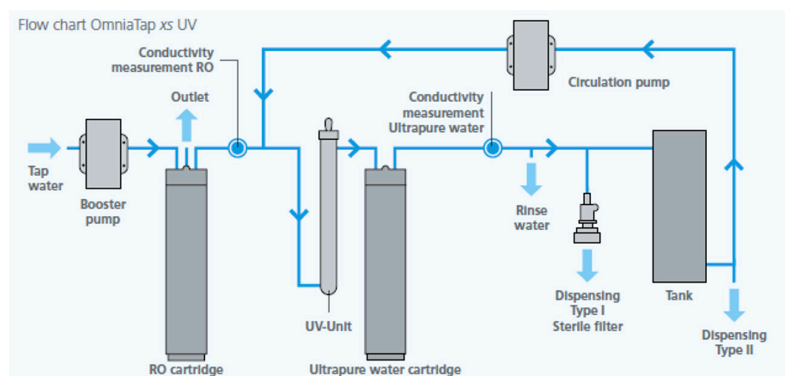 Flow chart OmniaTap xs UV
Conductivity
measurement RO
Outlet
Circulation pump
Conductivity
measurement
Ultrapure water
Tap
water
Booster
pump
Rinse
water
UV-Unit
Dispensing
Type I
Sterile filter
Tank
Dispensing
Type II
RO cartridge
Ultrapure water cartridge